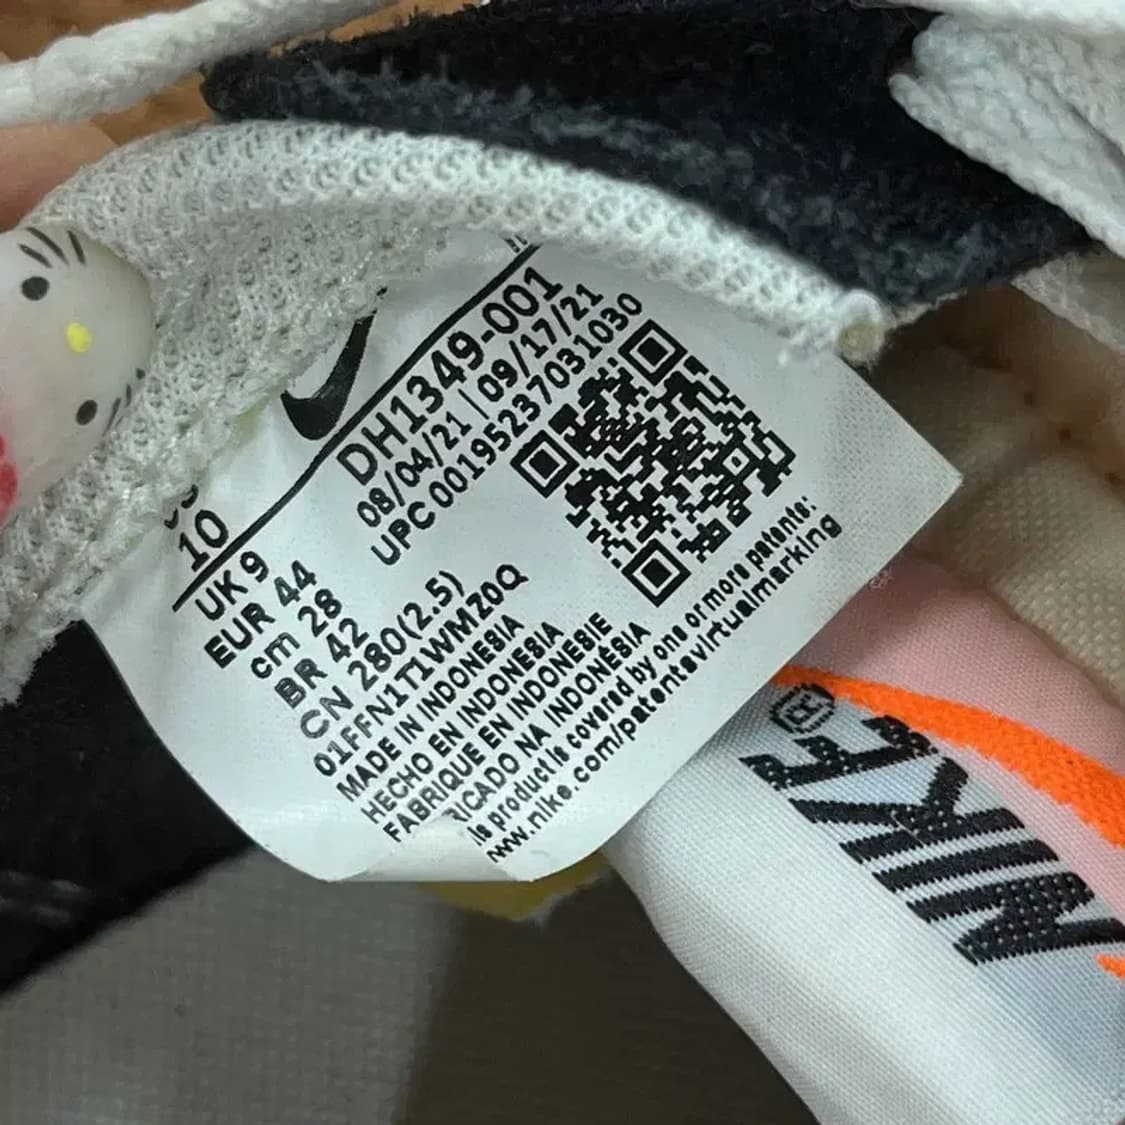 DH1349-001
08/04/21 | 09/17/21
UPC 00195237031030
10
UK 9
EUR 44
cm 28
BR 42
CN 280(2.5)
01FFN1T1WMZ0Q
MADE IN INDONESIA
HECHO EN INDONESIA
FABRIQUE EN INDONESIE
RICADO NA INDONÉSIA
is product is covered by one or more patents:
www.nike.com/patentsvirtualmarking
NIKE®